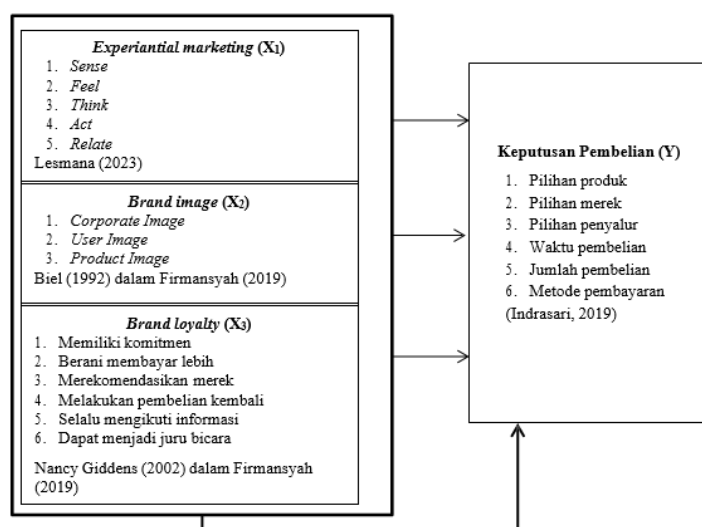 Experiantial marketing (X1)
1. Sense
2. Feel
3. Think
4. Act
5. Relate
Lesmana (2023)
Brand image (X2)
1. Corporate Image
2. User Image
3. Product Image
Biel (1992) dalam Firmansyah (2019)
Brand loyalty (X3)
1. Memiliki komitmen
2. Berani membayar lebih
3. Merekomendasikan merek
4. Melakukan pembelian kembali
5. Selalu mengikuti informasi
6. Dapat menjadi juru bicara
Nancy Giddens (2002) dalam Firmansyah
(2019)
Keputusan Pembelian (Y)
1. Pilihan produk
2. Pilihan merek
3. Pilihan penyalur
4. Waktu pembelian
5. Jumlah pembelian
6. Metode pembayaran
(Indrasari, 2019)